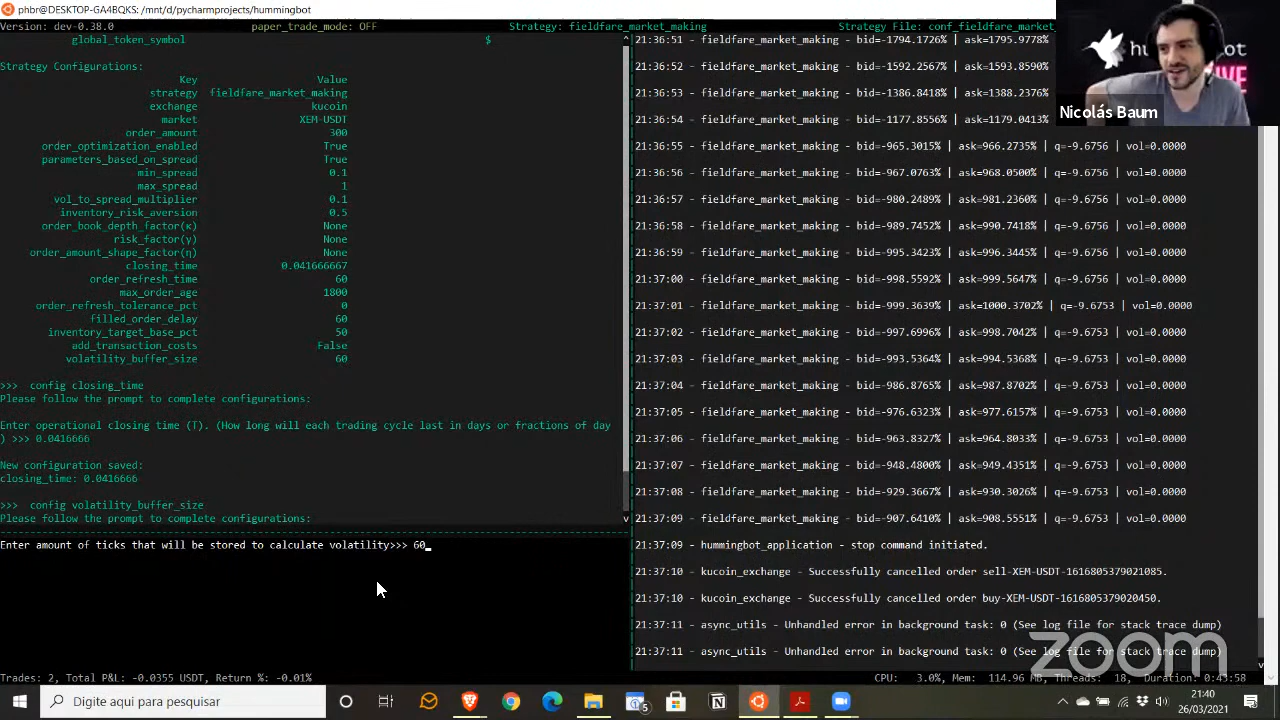 phbr@DESKTOP-GA4BQKS: /mnt/d/pycharmprojects/hummingbot
Version: dev-0.38.0 paper_trade_mode: OFF Strategy: fieldfare_market_making Strategy File: conf_fieldfare_market
global_token_symbol $
Strategy Configurations:
Key Value
strategy fieldfare_market_making
exchange kucoin
market XEM-USDT
order_amount 300
order_optimization_enabled True
parameters_based_on_spread True
min_spread 0.1
max_spread 1
vol_to_spread_multiplier 0.1
inventory_risk_aversion 0.5
order_book_depth_factor(κ) None
risk_factor(γ) None
order_amount_shape_factor(η) None
closing_time 0.041666667
order_refresh_time 60
max_order_age 1800
order_refresh_tolerance_pct 0
filled_order_delay 60
inventory_target_base_pct 50
add_transaction_costs False
volatility_buffer_size 60
>>> config closing_time
Please follow the prompt to complete configurations:
Enter operational closing time (T). (How long will each trading cycle last in days or fractions of day
) >>> 0.0416666
New configuration saved:
closing_time: 0.0416666
>>> config volatility_buffer_size
Please follow the prompt to complete configurations:
Enter amount of ticks that will be stored to calculate volatility>>> 60_
21:36:51 - fieldfare_market_making - bid=-1794.1726% | ask=1795.9778%
21:36:52 - fieldfare_market_making - bid=-1592.2567% | ask=1593.8590%
21:36:53 - fieldfare_market_making - bid=-1386.8418% | ask=1388.2376%
21:36:54 - fieldfare_market_making - bid=-1177.8556% | ask=1179.0413%
21:36:55 - fieldfare_market_making - bid=-965.3015% | ask=966.2735% | q=-9.6756 | vol=0.0000
21:36:56 - fieldfare_market_making - bid=-967.0763% | ask=968.0500% | q=-9.6756 | vol=0.0000
21:36:57 - fieldfare_market_making - bid=-980.2489% | ask=981.2360% | q=-9.6756 | vol=0.0000
21:36:58 - fieldfare_market_making - bid=-989.7452% | ask=990.7418% | q=-9.6756 | vol=0.0000
21:36:59 - fieldfare_market_making - bid=-995.3423% | ask=996.3445% | q=-9.6756 | vol=0.0000
21:37:00 - fieldfare_market_making - bid=-998.5592% | ask=999.5647% | q=-9.6756 | vol=0.0000
21:37:01 - fieldfare_market_making - bid=-999.3639% | ask=1000.3702% | q=-9.6753 | vol=0.0000
21:37:02 - fieldfare_market_making - bid=-997.6996% | ask=998.7042% | q=-9.6753 | vol=0.0000
21:37:03 - fieldfare_market_making - bid=-993.5364% | ask=994.5368% | q=-9.6753 | vol=0.0000
21:37:04 - fieldfare_market_making - bid=-986.8765% | ask=987.8702% | q=-9.6753 | vol=0.0000
21:37:05 - fieldfare_market_making - bid=-976.6323% | ask=977.6157% | q=-9.6753 | vol=0.0000
21:37:06 - fieldfare_market_making - bid=-963.8327% | ask=964.8033% | q=-9.6753 | vol=0.0000
21:37:07 - fieldfare_market_making - bid=-948.4800% | ask=949.4351% | q=-9.6753 | vol=0.0000
21:37:08 - fieldfare_market_making - bid=-929.3667% | ask=930.3026% | q=-9.6753 | vol=0.0000
21:37:09 - fieldfare_market_making - bid=-907.6410% | ask=908.5551% | q=-9.6753 | vol=0.0000
21:37:09 - hummingbot_application - stop command initiated.
21:37:10 - kucoin_exchange - Successfully cancelled order sell-XEM-USDT-1616805379021085.
21:37:10 - kucoin_exchange - Successfully cancelled order buy-XEM-USDT-1616805379020450.
21:37:11 - async_utils - Unhandled error in background task: 0 (See log file for stack trace dump)
21:37:11 - async_utils - Unhandled error in background task: 0 (See log file for stack trace dump)
Nicolás Baum
zoom
Trades: 2, Total P&L: -0.0355 USDT, Return %: -0.01% CPU: 3.0%, Mem: 114.96 MB, Threads: 18, Duration: 0:43:58
Digite aqui para pesquisar
21:40
26/03/2021